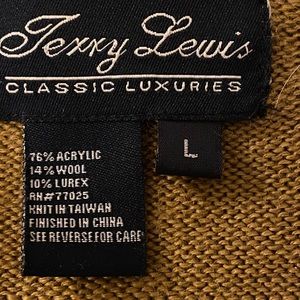 Terry Lewis
CLASSIC LUXURIES
76% ACRYLIC
14% WOOL
10% LUREX
RN#77025
KNIT IN TAIWAN
FINISHED IN CHINA
SEE REVERSE FOR CARE
L